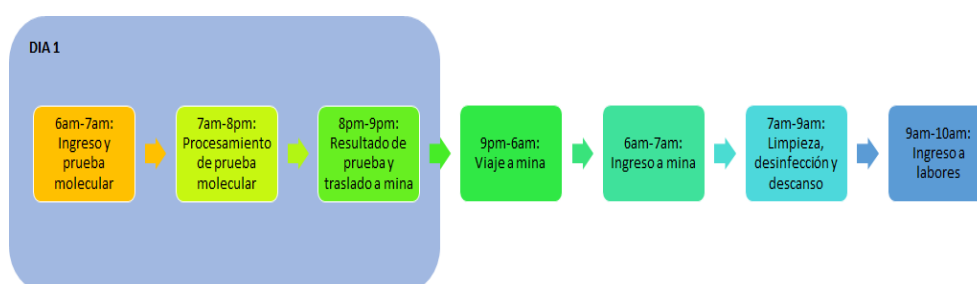 DIA 1
6am-7am:
Ingreso y
prueba
molecular
7am-8pm:
Procesamiento
de prueba
molecular
8pm-9pm:
Resultado de
prueba y
traslado a mina
9pm-6am:
Viaje a mina
6am-7am:
Ingreso a mina
7am-9am:
Limpieza,
desinfección y
descanso
9am-10am:
Ingreso a
labores